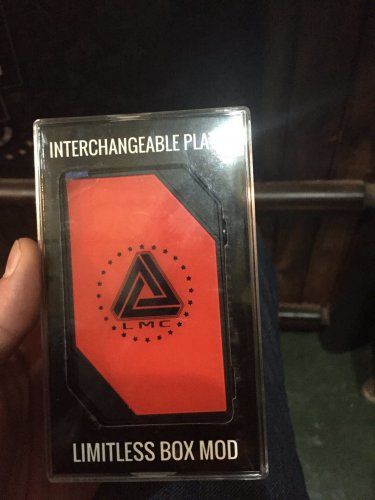 INTERCHANGEABLE
LMC
LIMITLESS BOX MOD